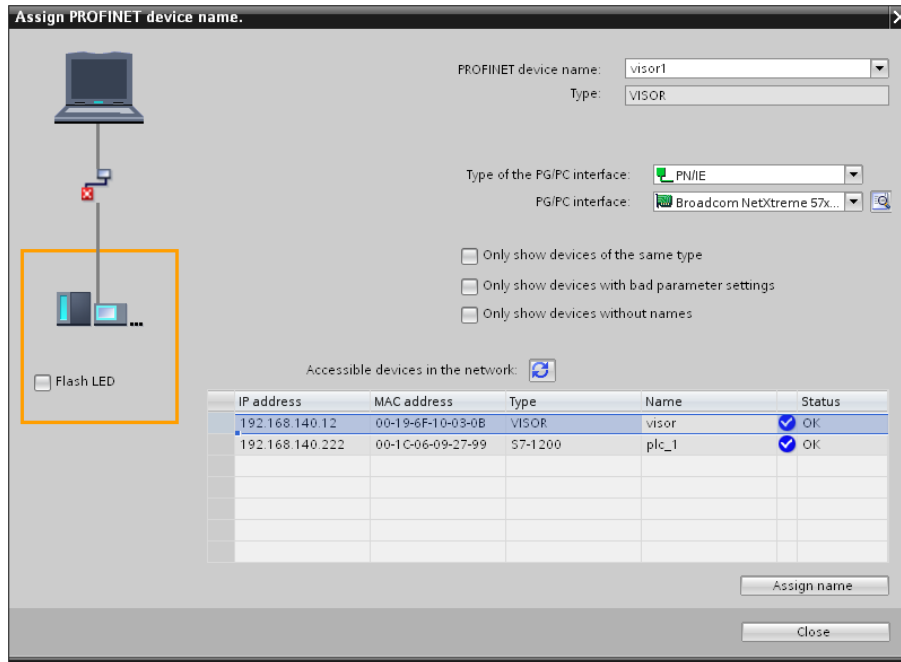 Assign PROFINET device name.
PROFINET device name: visor1
Type: VISOR
Type of the PG/PC interface: PN/IE
PG/PC interface: Broadcom NetXtreme 57x...
Only show devices of the same type
Only show devices with bad parameter settings
Only show devices without names
...
Flash LED
Accessible devices in the network:
IP address MAC address Type Name Status
192.168.140.12 00-19-6F-10-03-0B VISOR visor OK
192.168.140.222 00-1C-06-09-27-99 S7-1200 plc_1 OK
Assign name
Close